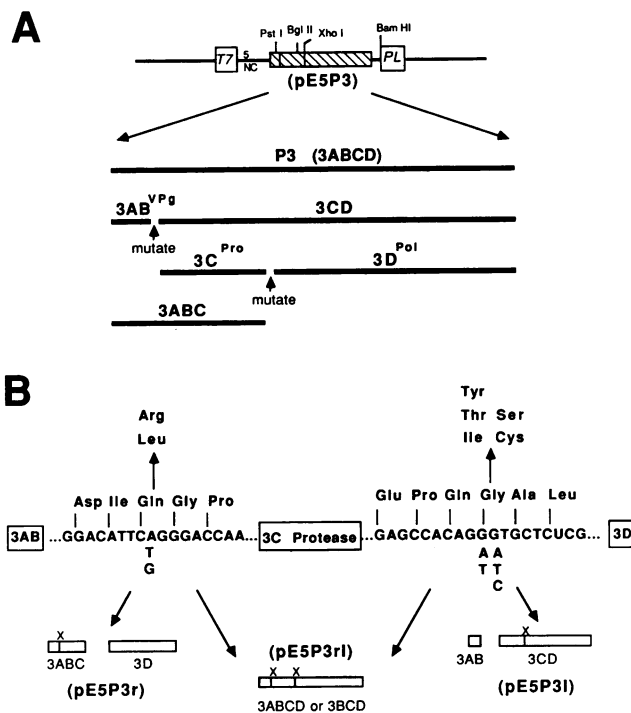 A
Pst I Bgl II Xho I Bam HI
T7 5 NC PL
(pE5P3)
P3 (3ABCD)
3AB VPg 3CD
mutate
3C Pro 3D Pol
mutate
3ABC
B
Arg
Leu
Tyr
Thr Ser
Ile Cys
Asp Ile Gln Gly Pro
Glu Pro Gln Gly Ala Leu
3AB ...GGACATTCAGGGACCAA... 3C Protease ...GAGCCACAGGGTGCTCUCG... 3D
T
G
A A
T T
C
X
3ABC 3D
(pE5P3r)
(pE5P3rl)
X X
3ABCD or 3BCD
X
3AB 3CD
(pE5P3l)